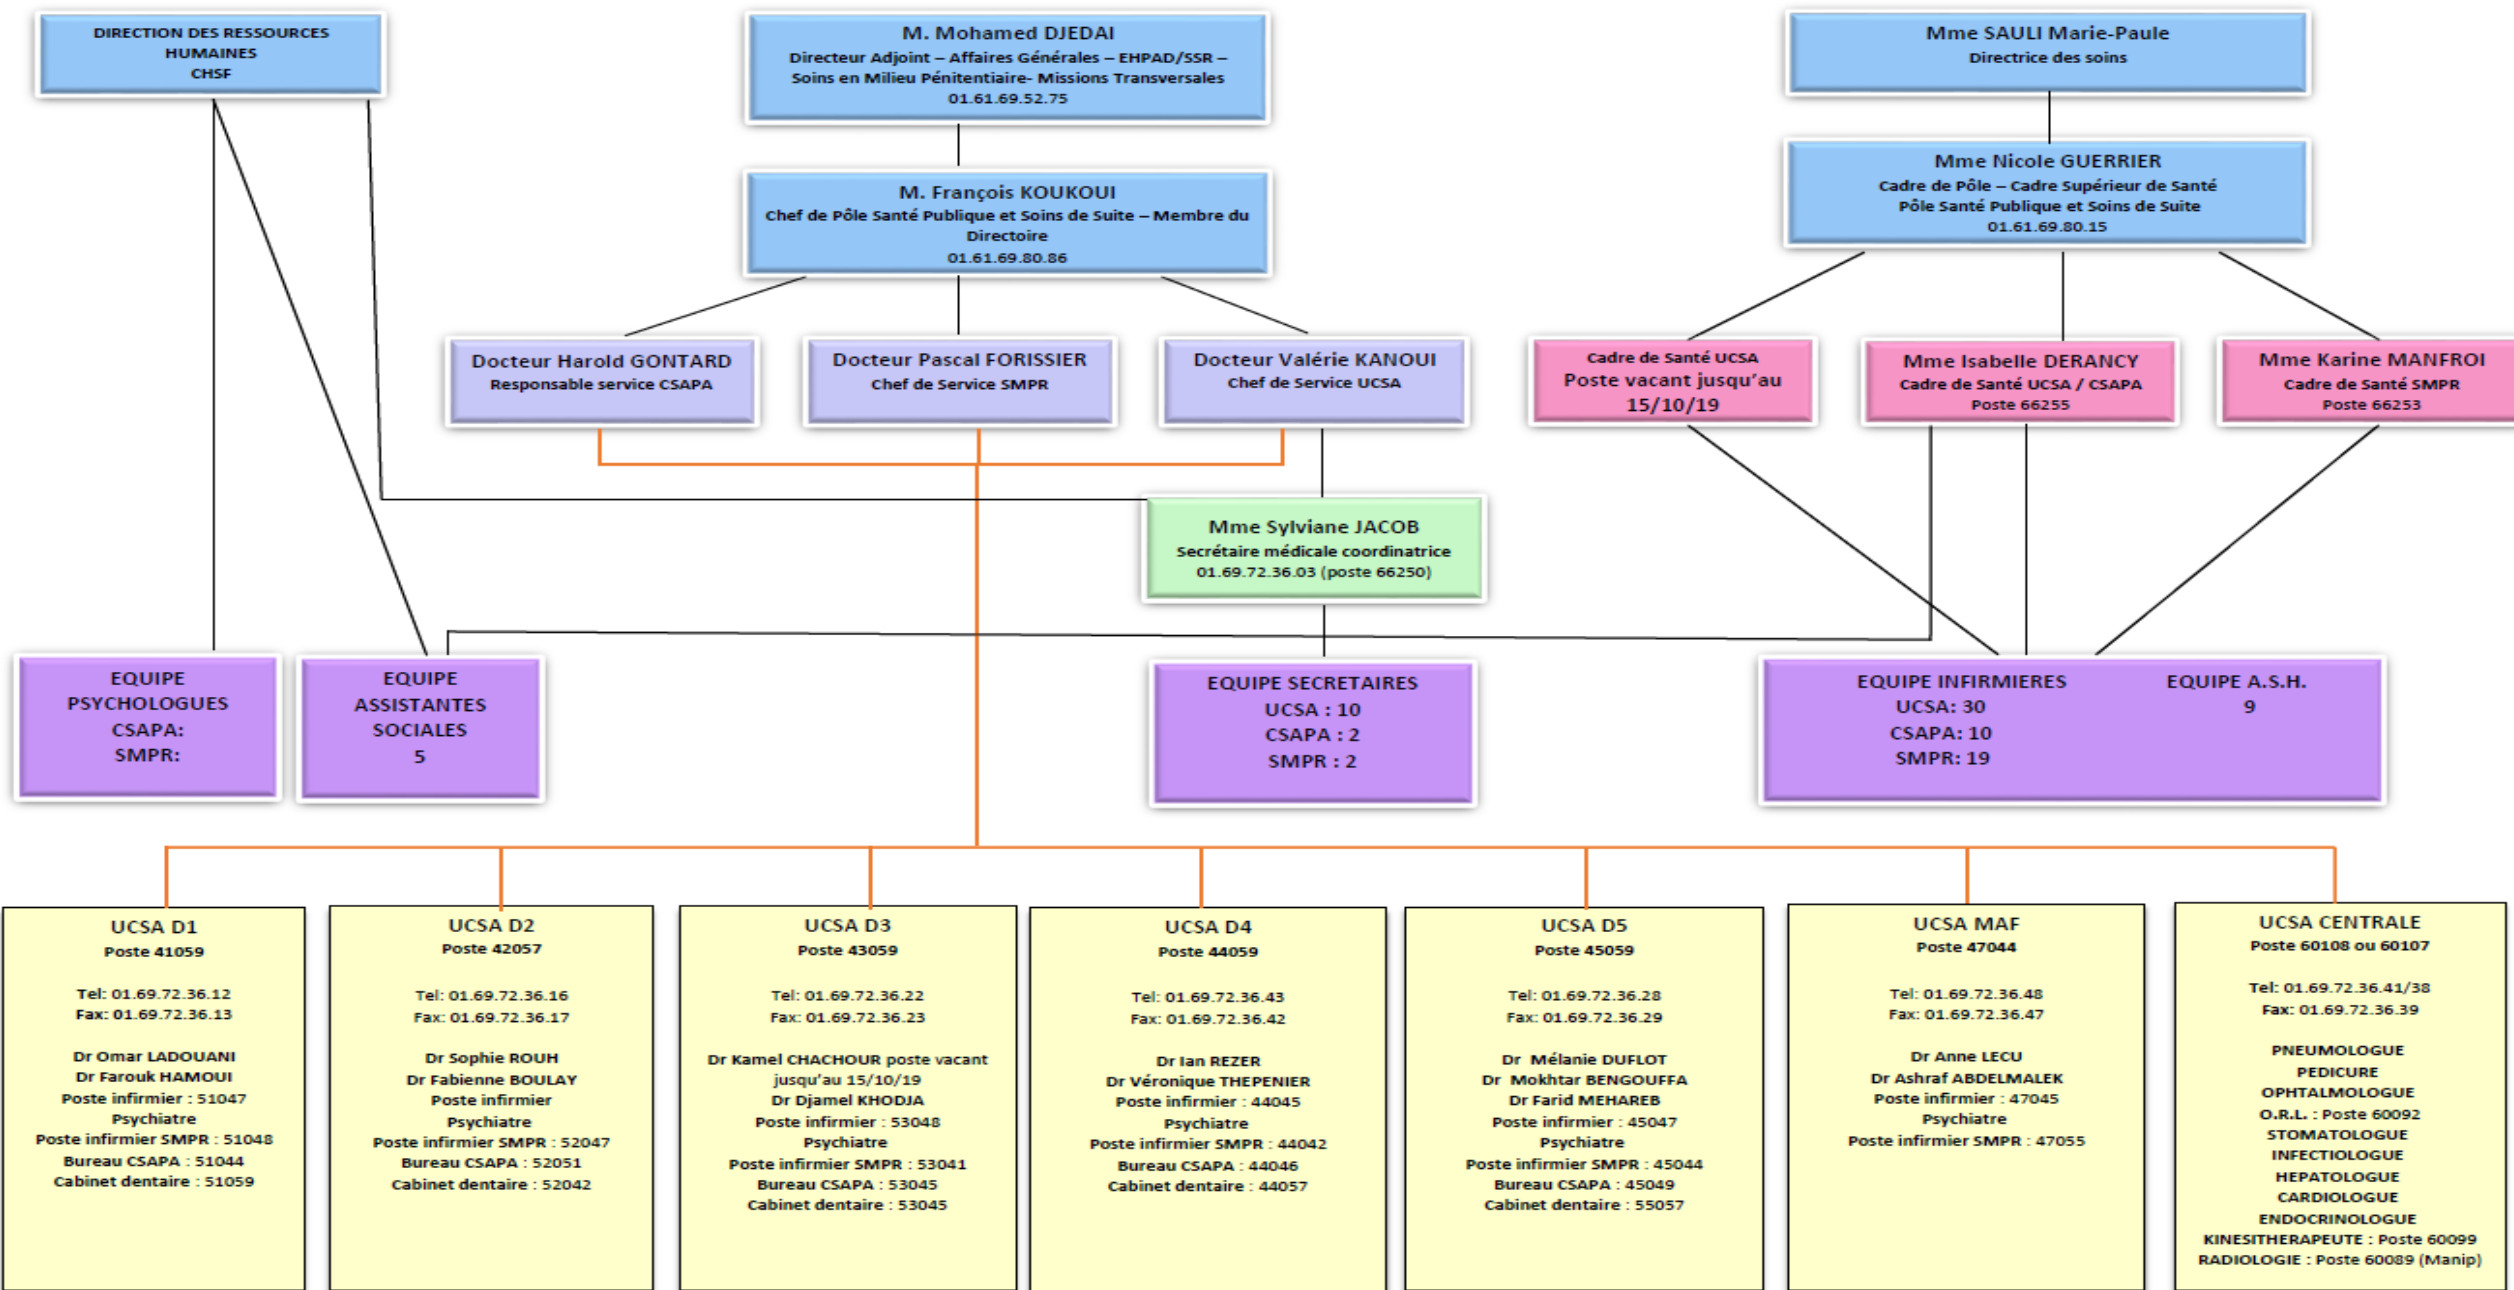 DIRECTION DES RESSOURCES
HUMAINES
CHSF
M. Mohamed DJEDAI
Directeur Adjoint – Affaires Générales – EHPAD/SSR –
Soins en Milieu Pénitentiaire- Missions Transversales
01.61.69.52.75
Mme SAULI Marie-Paule
Directrice des soins
M. François KOUKOUI
Chef de Pôle Santé Publique et Soins de Suite – Membre du
Directoire
01.61.69.80.86
Mme Nicole GUERRIER
Cadre de Pôle – Cadre Supérieur de Santé
Pôle Santé Publique et Soins de Suite
01.61.69.80.15
Docteur Harold GONTARD
Responsable service CSAPA
Docteur Pascal FORISSIER
Chef de Service SMPR
Docteur Valérie KANOUI
Chef de Service UCSA
Cadre de Santé UCSA
Poste vacant jusqu'au
15/10/19
Mme Isabelle DERANCY
Cadre de Santé UCSA / CSAPA
Poste 66255
Mme Karine MANFROI
Cadre de Santé SMPR
Poste 66253
Mme Sylviane JACOB
Secrétaire médicale coordinatrice
01.69.72.36.03 (poste 66250)
EQUIPE
PSYCHOLOGUES
CSAPA:
SMPR:
EQUIPE
ASSISTANTES
SOCIALES
5
EQUIPE SECRETAIRES
UCSA : 10
CSAPA : 2
SMPR : 2
EQUIPE INFIRMIERES
UCSA: 30
CSAPA: 10
SMPR: 19
EQUIPE A.S.H.
9
UCSA D1
Poste 41059
Tel: 01.69.72.36.12
Fax: 01.69.72.36.13
Dr Omar LADOUANI
Dr Farouk HAMOUI
Poste infirmier : 51047
Psychiatre
Poste infirmier SMPR : 51048
Bureau CSAPA : 51044
Cabinet dentaire : 51059
UCSA D2
Poste 42057
Tel: 01.69.72.36.16
Fax: 01.69.72.36.17
Dr Sophie ROUH
Dr Fabienne BOULAY
Poste infirmier
Psychiatre
Poste infirmier SMPR : 52047
Bureau CSAPA : 52051
Cabinet dentaire : 52042
UCSA D3
Poste 43059
Tel: 01.69.72.36.22
Fax: 01.69.72.36.23
Dr Kamel CHACHOUR poste vacant
jusqu'au 15/10/19
Dr Djamel KHODJA
Poste infirmier : 53048
Psychiatre
Poste infirmier SMPR : 53041
Bureau CSAPA : 53045
Cabinet dentaire : 53045
UCSA D4
Poste 44059
Tel: 01.69.72.36.43
Fax: 01.69.72.36.42
Dr Ian REZER
Dr Véronique THEPENIER
Poste infirmier : 44045
Psychiatre
Poste infirmier SMPR : 44042
Bureau CSAPA : 44046
Cabinet dentaire : 44057
UCSA D5
Poste 45059
Tel: 01.69.72.36.28
Fax: 01.69.72.36.29
Dr Mélanie DUFLOT
Dr Mokhtar BENGOUFFA
Dr Farid MEHAREB
Poste infirmier : 45047
Psychiatre
Poste infirmier SMPR : 45044
Bureau CSAPA : 45049
Cabinet dentaire : 55057
UCSA MAF
Poste 47044
Tel: 01.69.72.36.48
Fax: 01.69.72.36.47
Dr Anne LECU
Dr Ashraf ABDELMALEK
Poste infirmier : 47045
Psychiatre
Poste infirmier SMPR : 47055
UCSA CENTRALE
Poste 60108 ou 60107
Tel: 01.69.72.36.41/38
Fax: 01.69.72.36.39
PNEUMOLOGUE
PEDICURE
OPHTALMOLOGUE
O.R.L. : Poste 60092
STOMATOLOGUE
INFECTIOLOGUE
HEPATOLOGUE
CARDIOLOGUE
ENDOCRINOLOGUE
KINESITHERAPEUTE : Poste 60099
RADIOLOGIE : Poste 60089 (Manip)